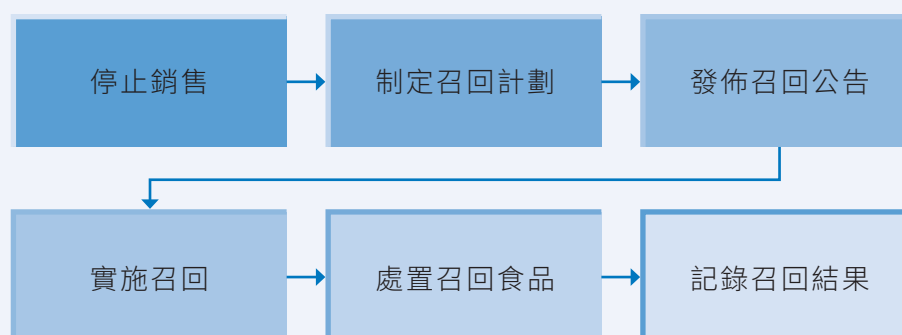 停止銷售
制定召回計劃
發佈召回公告
實施召回
處置召回食品
記錄召回結果